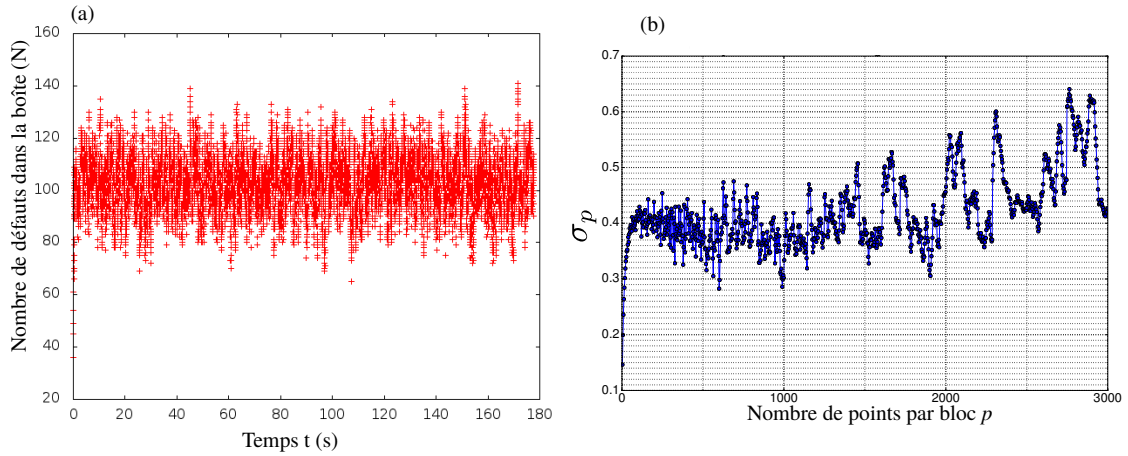 (a)
160
140
120
100
80
60
40
20
Nombre de défauts dans la boîte (N)
0 20 40 60 80 100 120 140 160 180
Temps t (s)
(b)
0.7
0.6
0.5
0.4
0.3
0.4
0.1
σp
0 1000 2000 3000
Nombre de points par bloc p